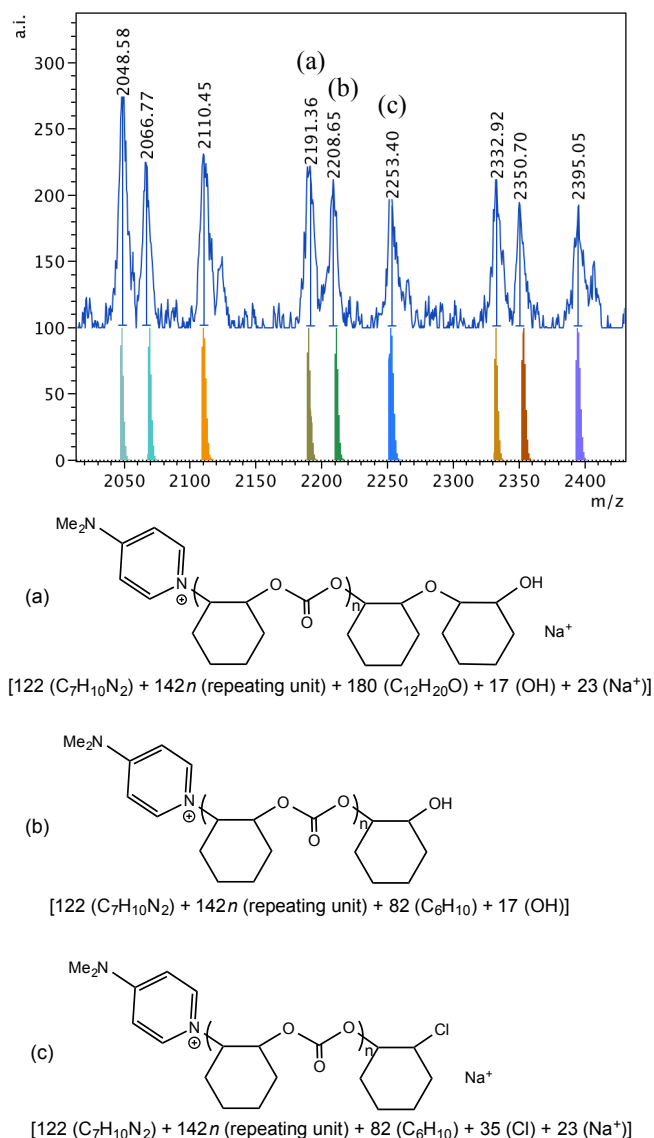 a.i.
300
250
200
150
100
50
0
2048.58
2066.77
2110.45
(a)
2191.36
(b)
2208.65
(c)
2253.40
2332.92
2350.70
2395.05
2050
2100
2150
2200
2250
2300
2350
2400
m/z
(a)
Me₂N
N
⊕
O
O
O
n
O
OH
Na⁺
[122 (C₇H₁₀N₂) + 142n (repeating unit) + 180 (C₁₂H₂₀O) + 17 (OH) + 23 (Na⁺)]
(b)
Me₂N
N
⊕
O
O
O
n
OH
[122 (C₇H₁₀N₂) + 142n (repeating unit) + 82 (C₆H₁₀) + 17 (OH)]
(c)
Me₂N
N
⊕
O
O
O
n
Cl
Na⁺
[122 (C₇H₁₀N₂) + 142n (repeating unit) + 82 (C₆H₁₀) + 35 (Cl) + 23 (Na⁺)]